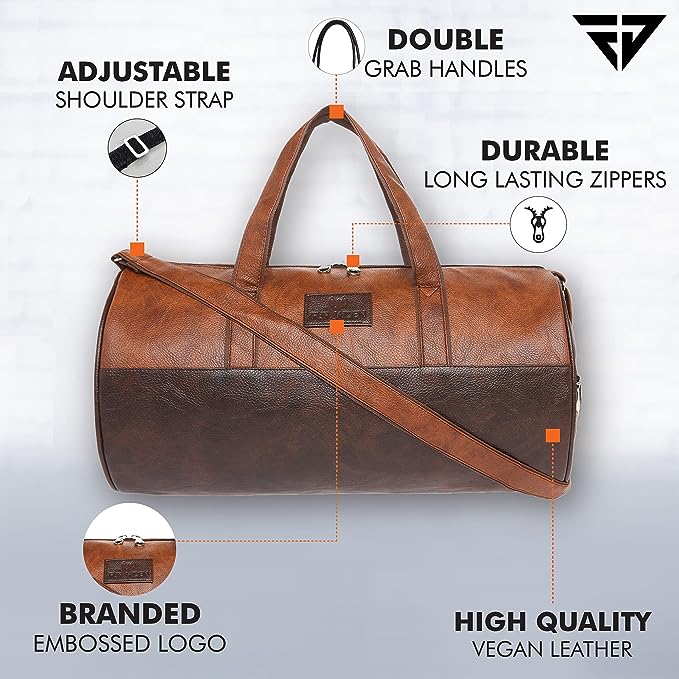 DOUBLE
GRAB HANDLES
ADJUSTABLE
SHOULDER STRAP
DURABLE
LONG LASTING ZIPPERS
BRANDED
EMBOSSED LOGO
HIGH QUALITY
VEGAN LEATHER